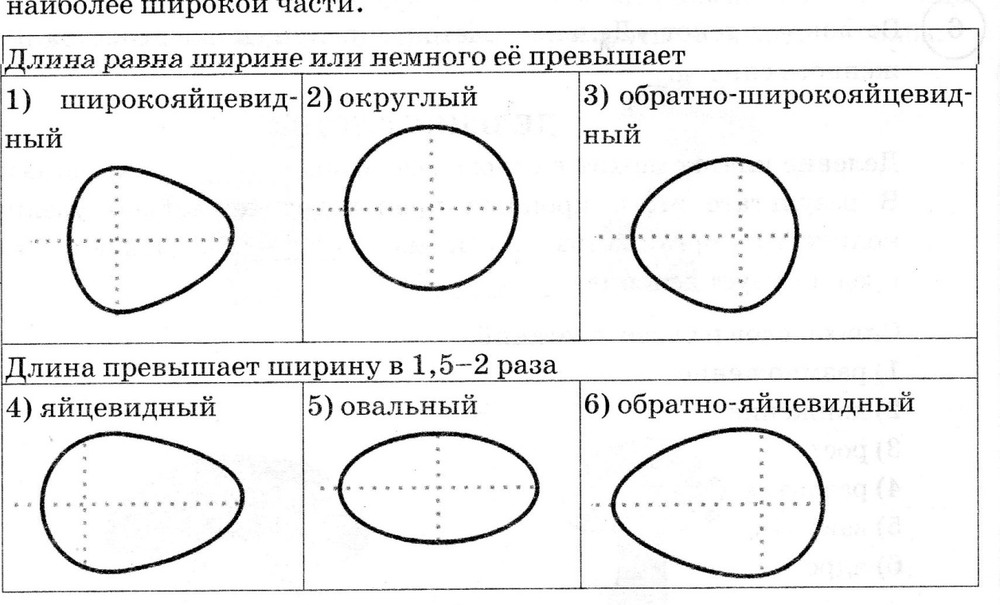 наиболее широкой части.
Длина равна ширине или немного её превышает
1) широкояйцевид-
ный
2) округлый
3) обратно-широкояйцевид-
ный
Длина превышает ширину в 1,5–2 раза
4) яйцевидный
5) овальный
6) обратно-яйцевидный